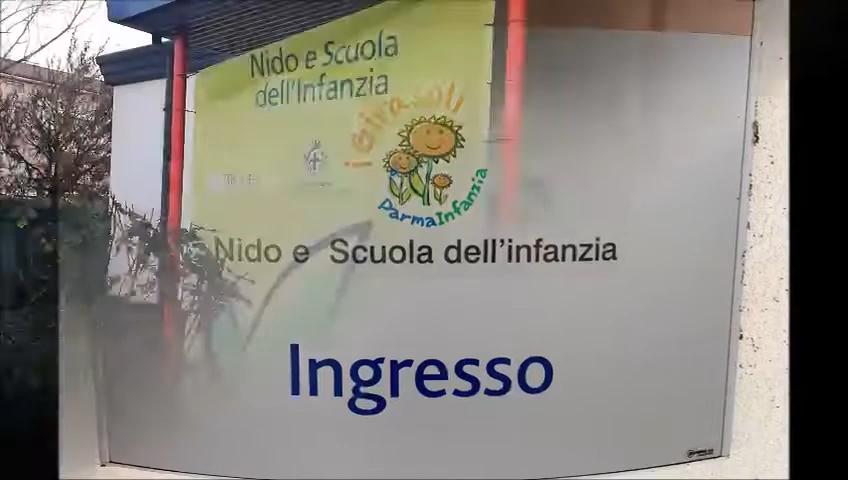 Nido e Scuola
dell'Infanzia
i Girasoli
ParmaInfanzia
Nido e Scuola dell'infanzia
Ingresso